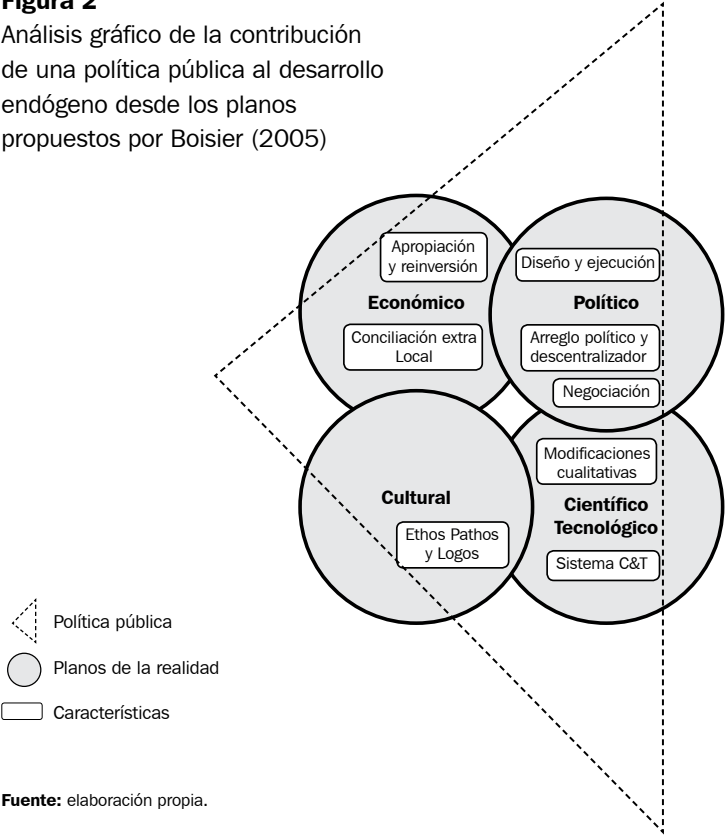 Figura 2
Análisis gráfico de la contribución
de una política pública al desarrollo
endógeno desde los planos
propuestos por Boisier (2005)
Apropiación
y reinversión
Económico
Conciliación extra
Local
Diseño y ejecución
Político
Arreglo político y
descentralizador
Negociación
Cultural
Ethos Pathos
y Logos
Modificaciones
cualitativas
Científico
Tecnológico
Sistema C&T
Política pública
Planos de la realidad
Características
Fuente: elaboración propia.